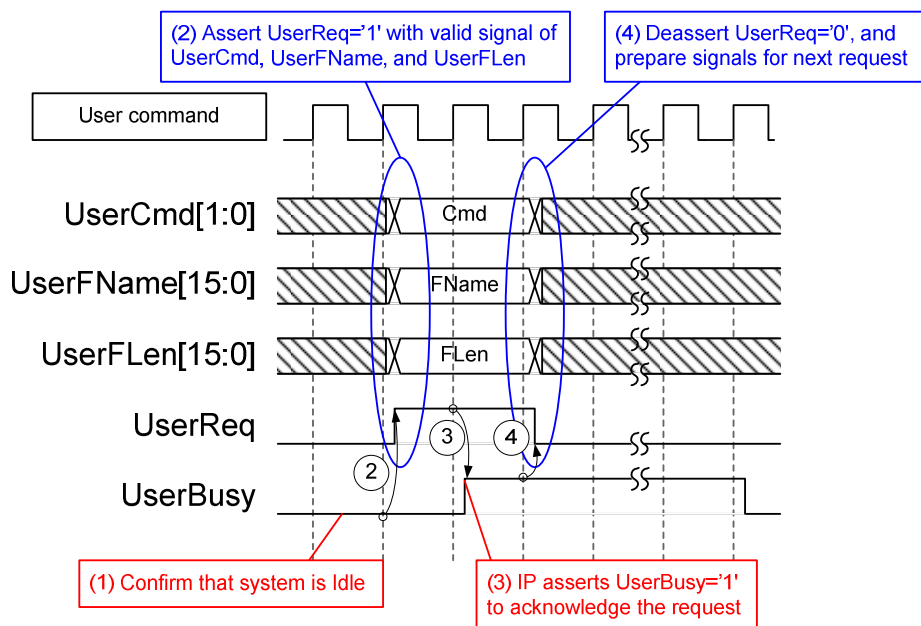 (2) Assert UserReq='1' with valid signal of
UserCmd, UserFName, and UserFLen
(4) Deassert UserReq='0', and
prepare signals for next request
User command
UserCmd[1:0]
Cmd
UserFName[15:0]
FName
UserFLen[15:0]
FLen
UserReq
3
4
2
UserBusy
(1) Confirm that system is Idle
(3) IP asserts UserBusy='1'
to acknowledge the request